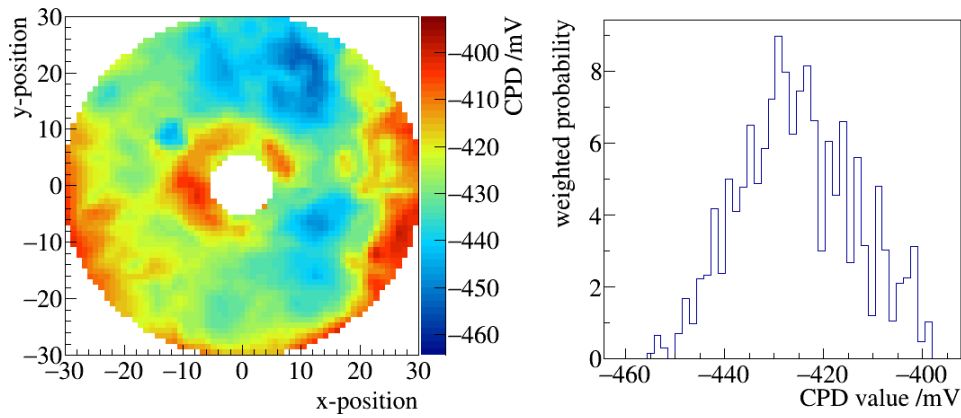 y-position
30
20
10
0
−10
−20
−30
−30 −20 −10 0 10 20 30
x-position
CPD /mV
−400
−410
−420
−430
−440
−450
−460
weighted probability
8
6
4
2
0
−460 −440 −420 −400
CPD value /mV